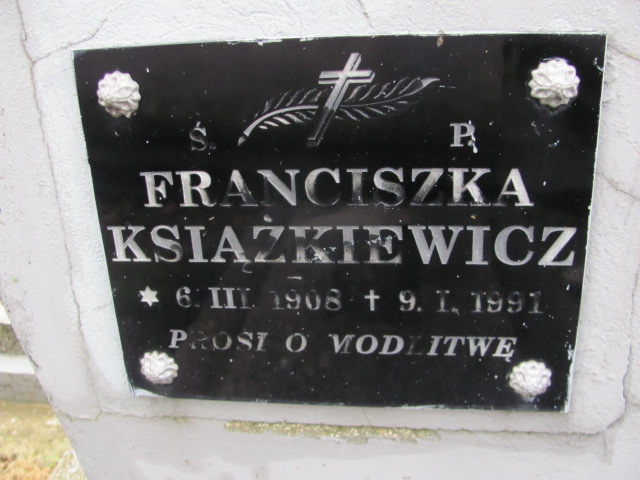 Ś. P.
FRANCISZKA
KSIĄŻKIEWICZ
* 6. III. 1908 † 9. I. 1991
PROSI O MODLITWĘ